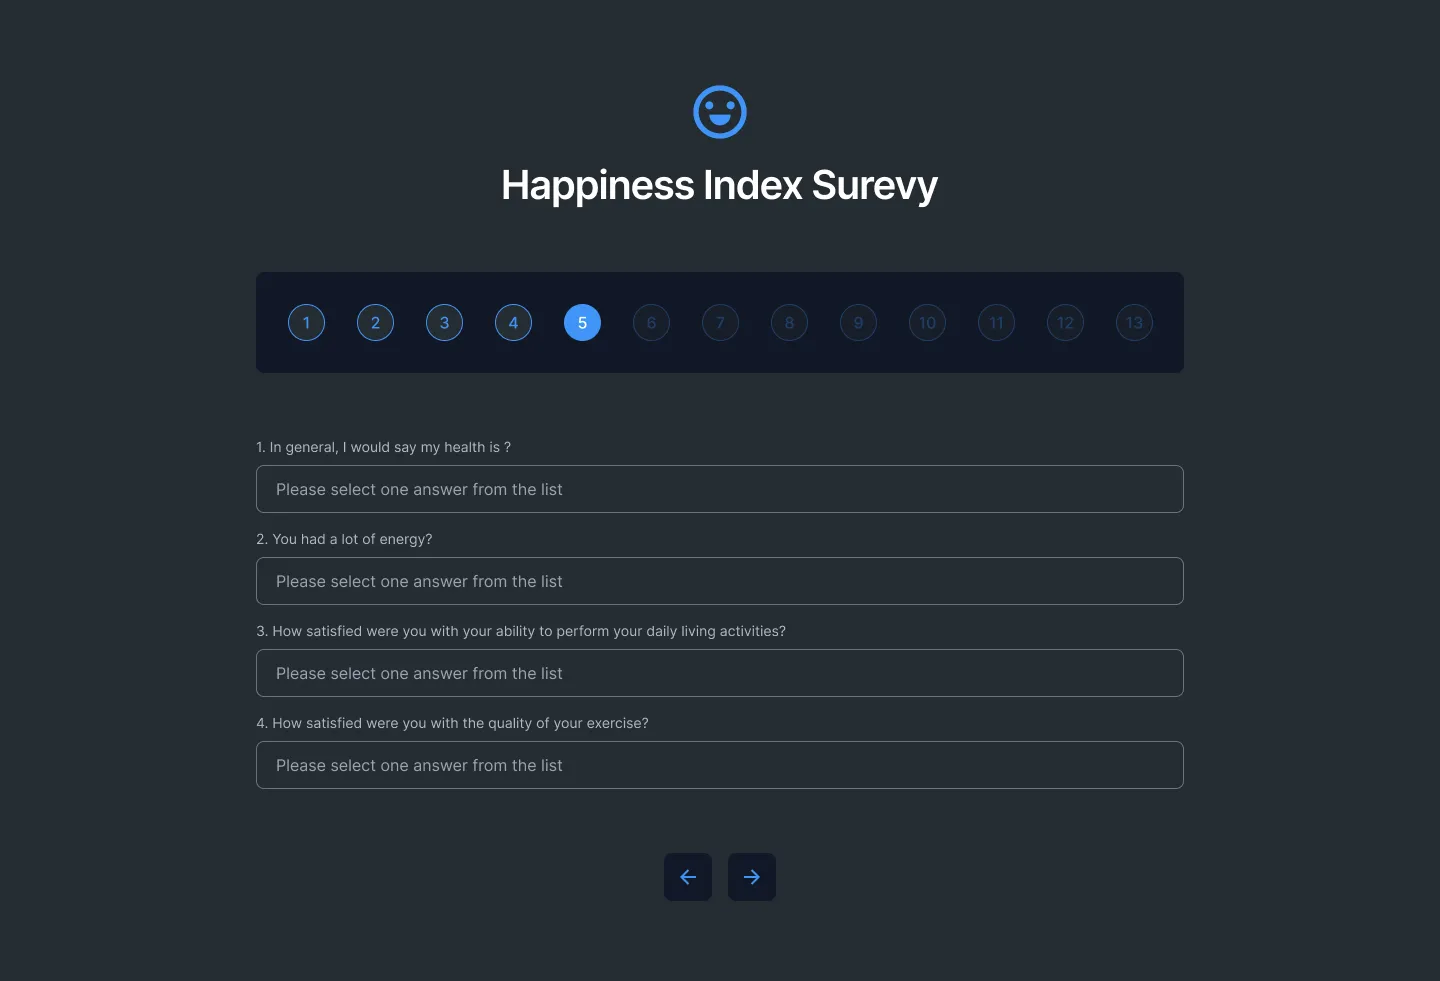 Happiness Index Surevy
1 2 3 4 5 6 7 8 9 10 11 12 13
1. In general, I would say my health is ?
Please select one answer from the list
2. You had a lot of energy?
Please select one answer from the list
3. How satisfied were you with your ability to perform your daily living activities?
Please select one answer from the list
4. How satisfied were you with the quality of your exercise?
Please select one answer from the list